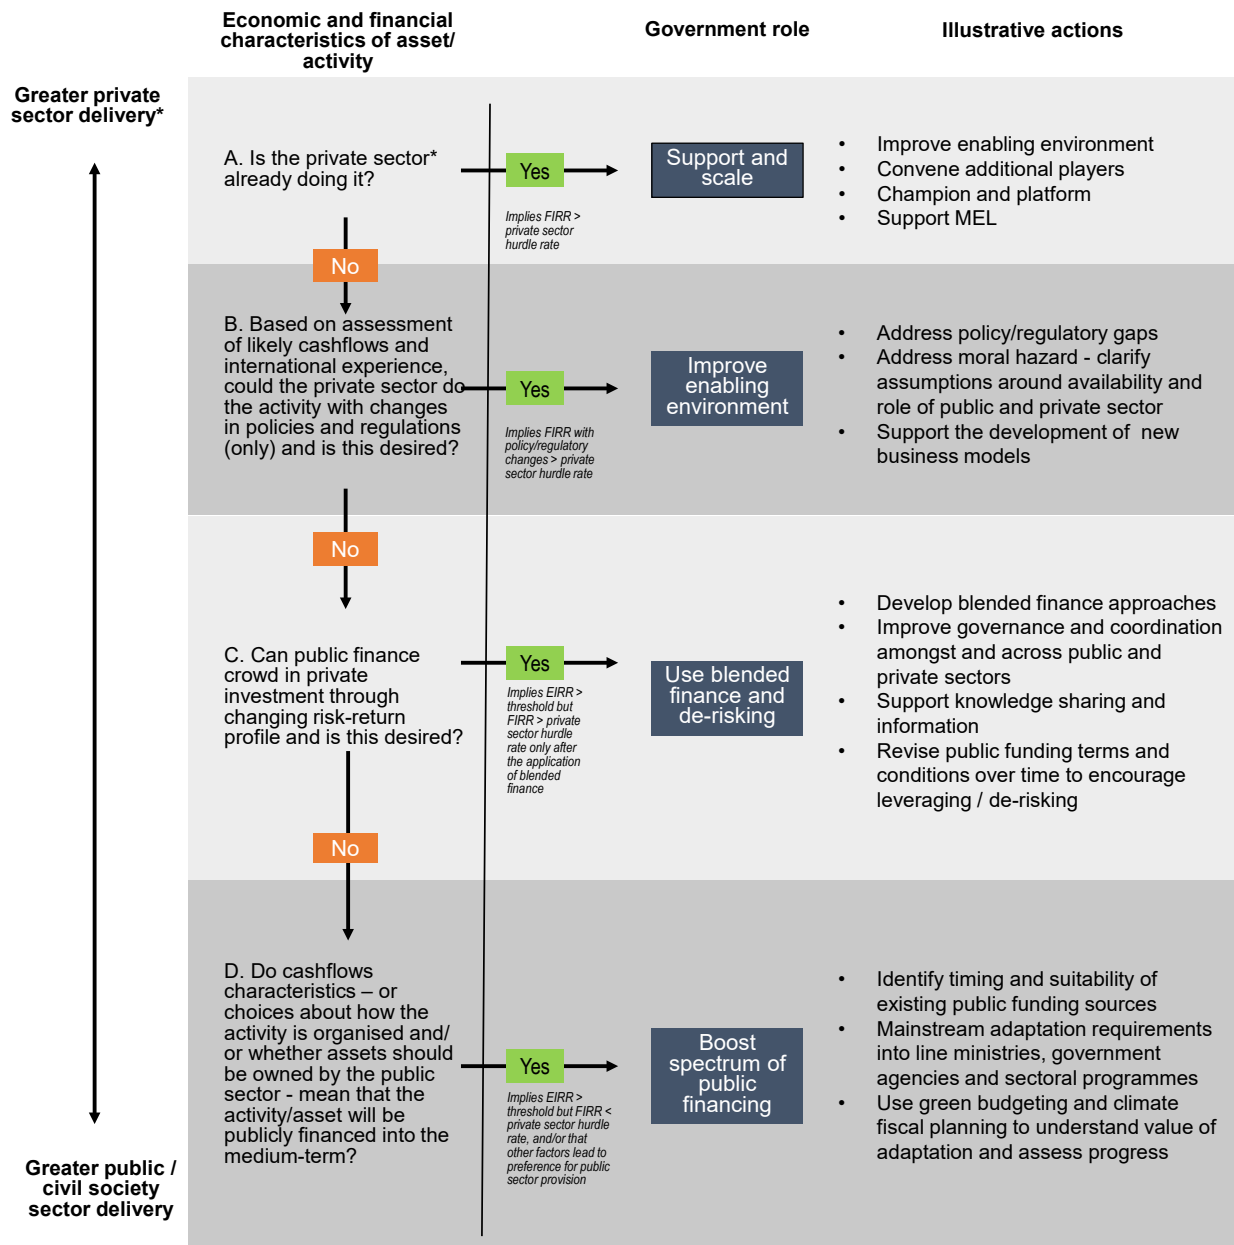 Economic and financial
characteristics of asset/
activity
Government role
Illustrative actions
Greater private
sector delivery*
A. Is the private sector*
already doing it?
Yes
Implies FIRR >
private sector
hurdle rate
Support and
scale
• Improve enabling environment
• Convene additional players
• Champion and platform
• Support MEL
No
B. Based on assessment
of likely cashflows and
international experience,
could the private sector do
the activity with changes
in policies and regulations
(only) and is this desired?
Yes
Implies FIRR with
policy/regulatory
changes > private
sector hurdle rate
Improve
enabling
environment
• Address policy/regulatory gaps
• Address moral hazard - clarify
assumptions around availability and
role of public and private sector
• Support the development of new
business models
No
C. Can public finance
crowd in private
investment through
changing risk-return
profile and is this desired?
Yes
Implies EIRR >
threshold but
FIRR > private
sector hurdle
rate only after
the application
of blended
finance
Use blended
finance and
de-risking
• Develop blended finance approaches
• Improve governance and coordination
amongst and across public and
private sectors
• Support knowledge sharing and
information
• Revise public funding terms and
conditions over time to encourage
leveraging / de-risking
No
D. Do cashflows
characteristics – or
choices about how the
activity is organised and/
or whether assets should
be owned by the public
sector - mean that the
activity/asset will be
publicly financed into the
medium-term?
Yes
Implies EIRR >
threshold but FIRR <
private sector hurdle
rate, and/or that
other factors lead to
preference for public
sector provision
Boost
spectrum of
public
financing
• Identify timing and suitability of
existing public funding sources
• Mainstream adaptation requirements
into line ministries, government
agencies and sectoral programmes
• Use green budgeting and climate
fiscal planning to understand value of
adaptation and assess progress
Greater public /
civil society
sector delivery